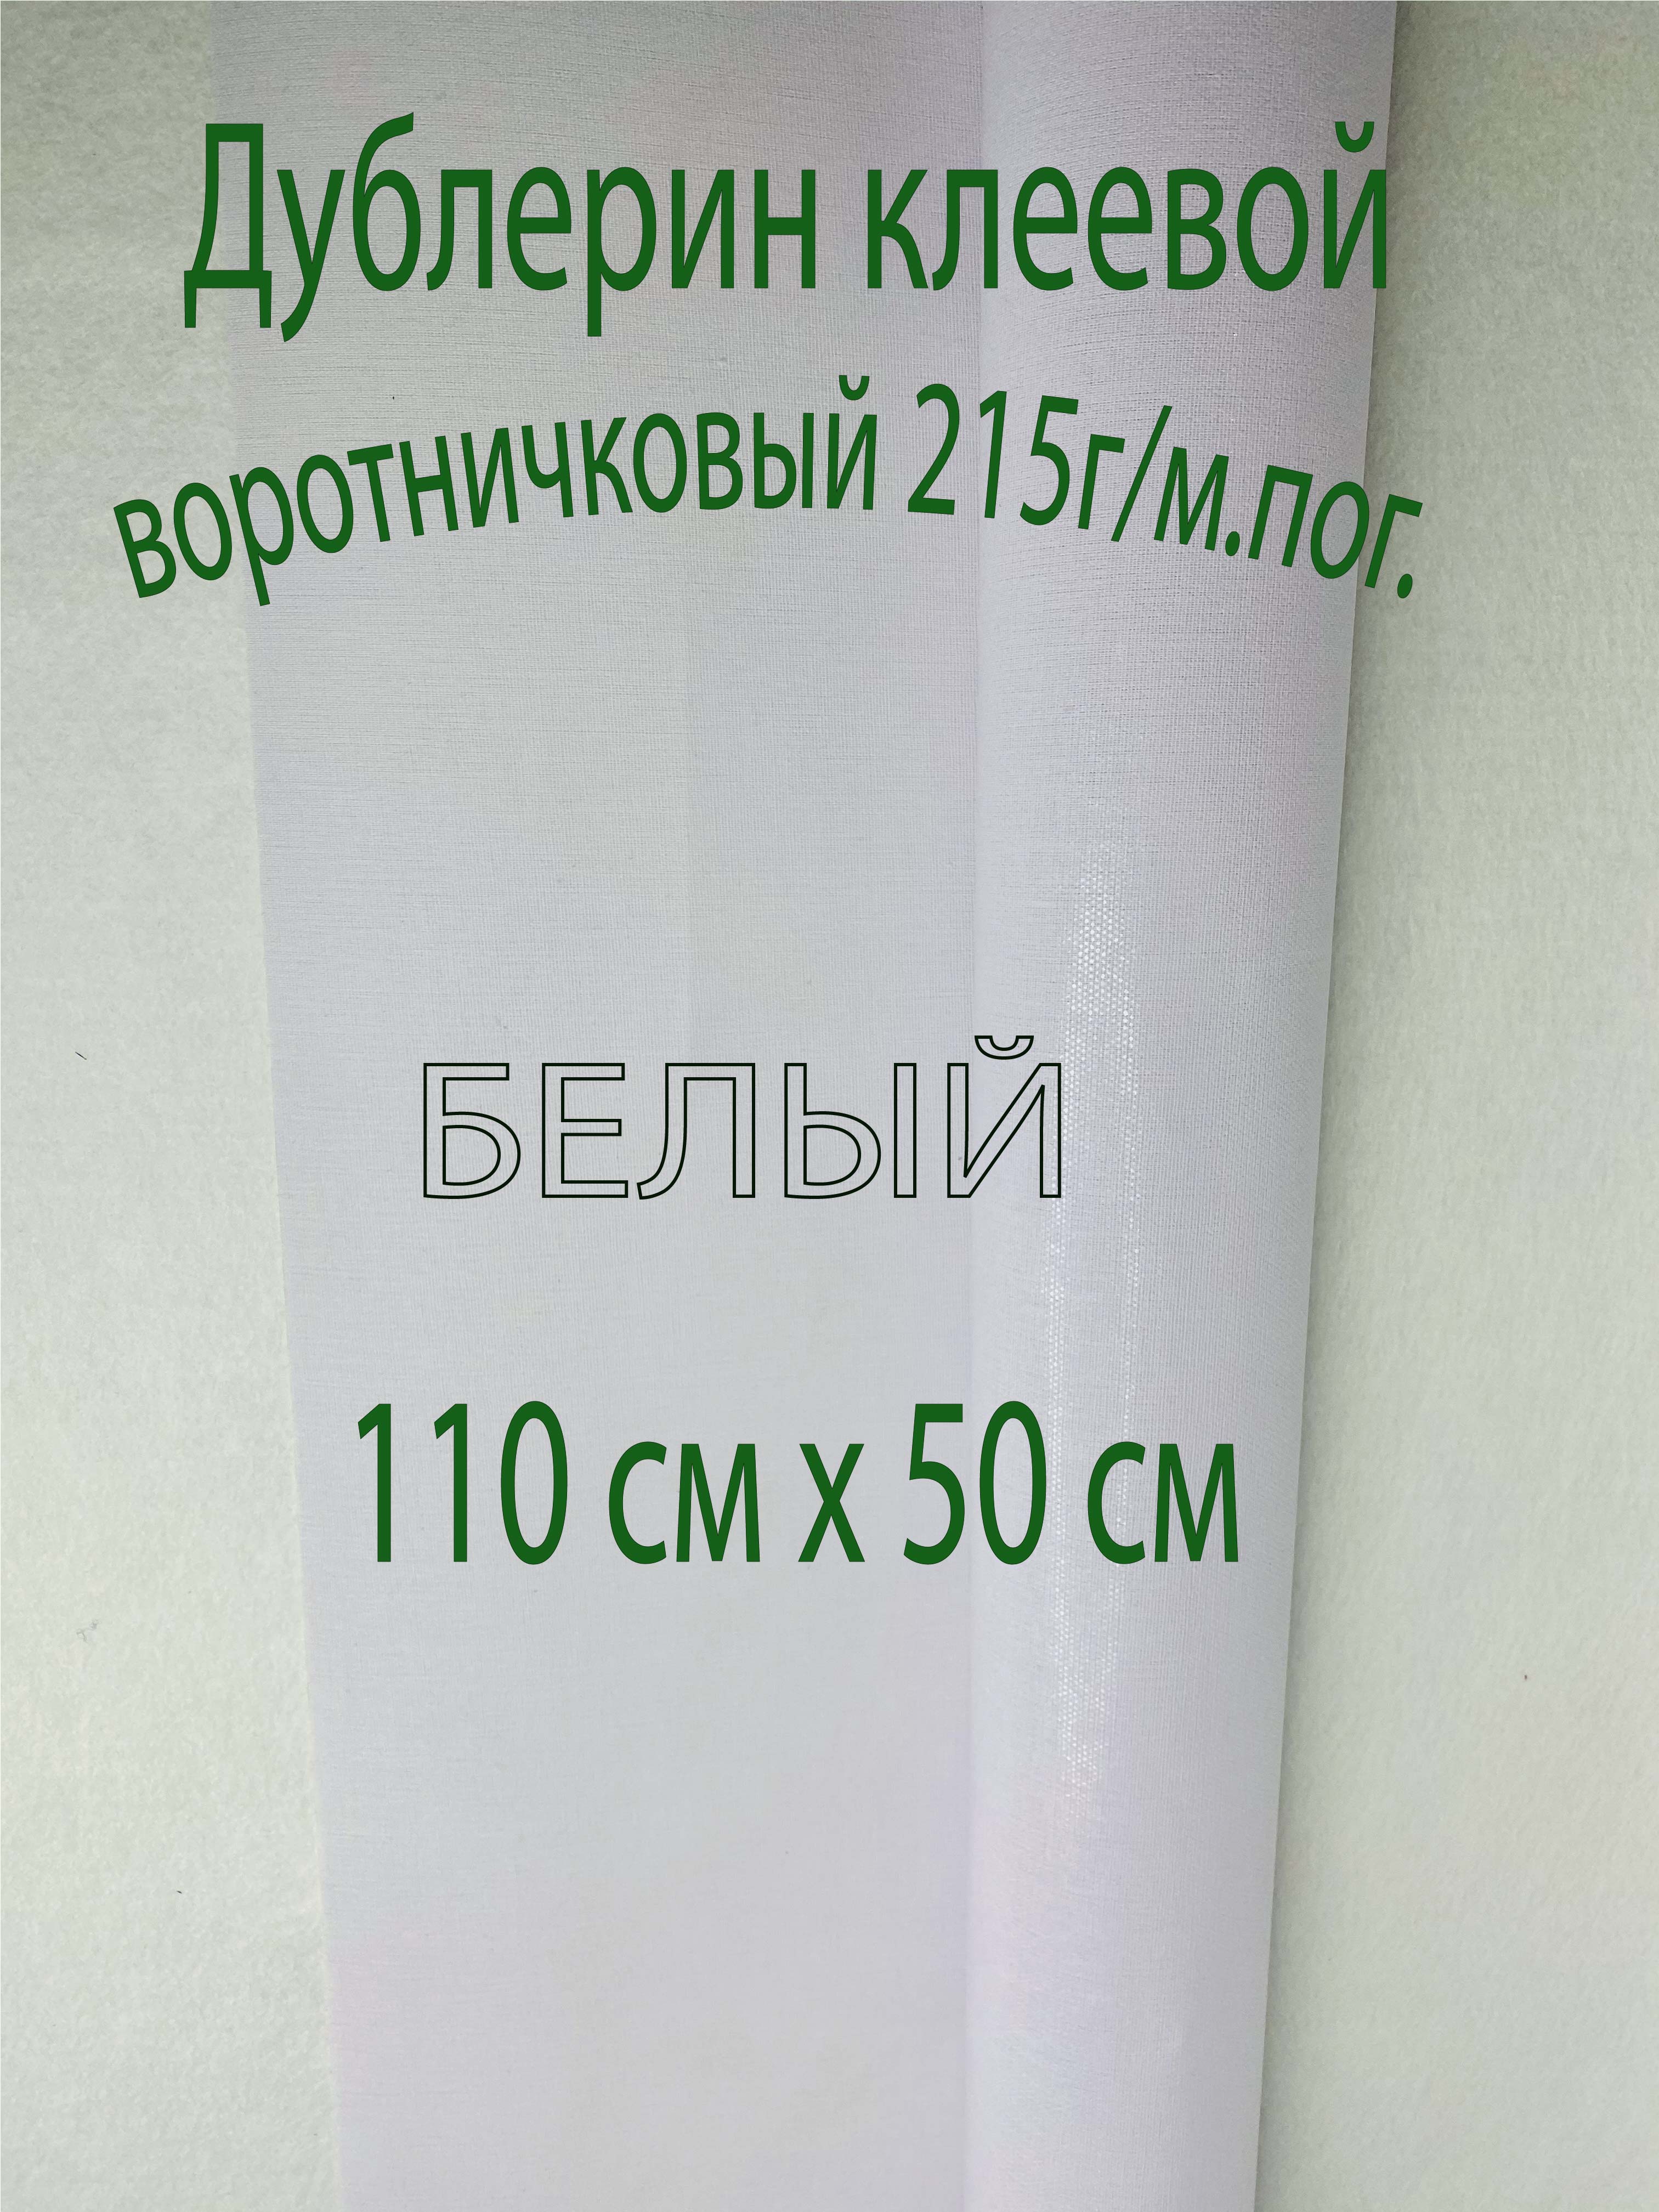 Дублерин клеевой
воротничковый 215г/м.пог.
БЕЛЫЙ
110 см х 50 см